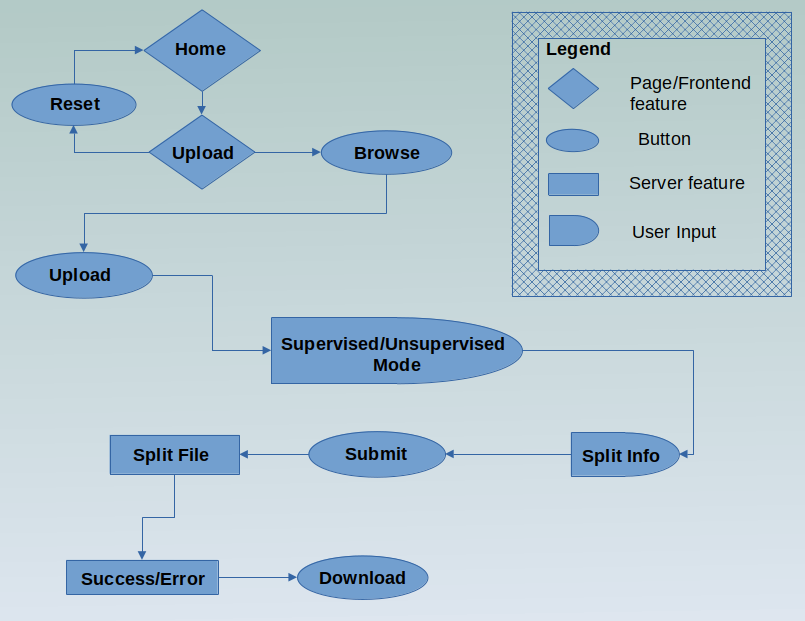 Home
Reset
Upload
Browse
Upload
Supervised/Unsupervised
Mode
Split Info
Submit
Split File
Success/Error
Download
Legend
Page/Frontend
feature
Button
Server feature
User Input